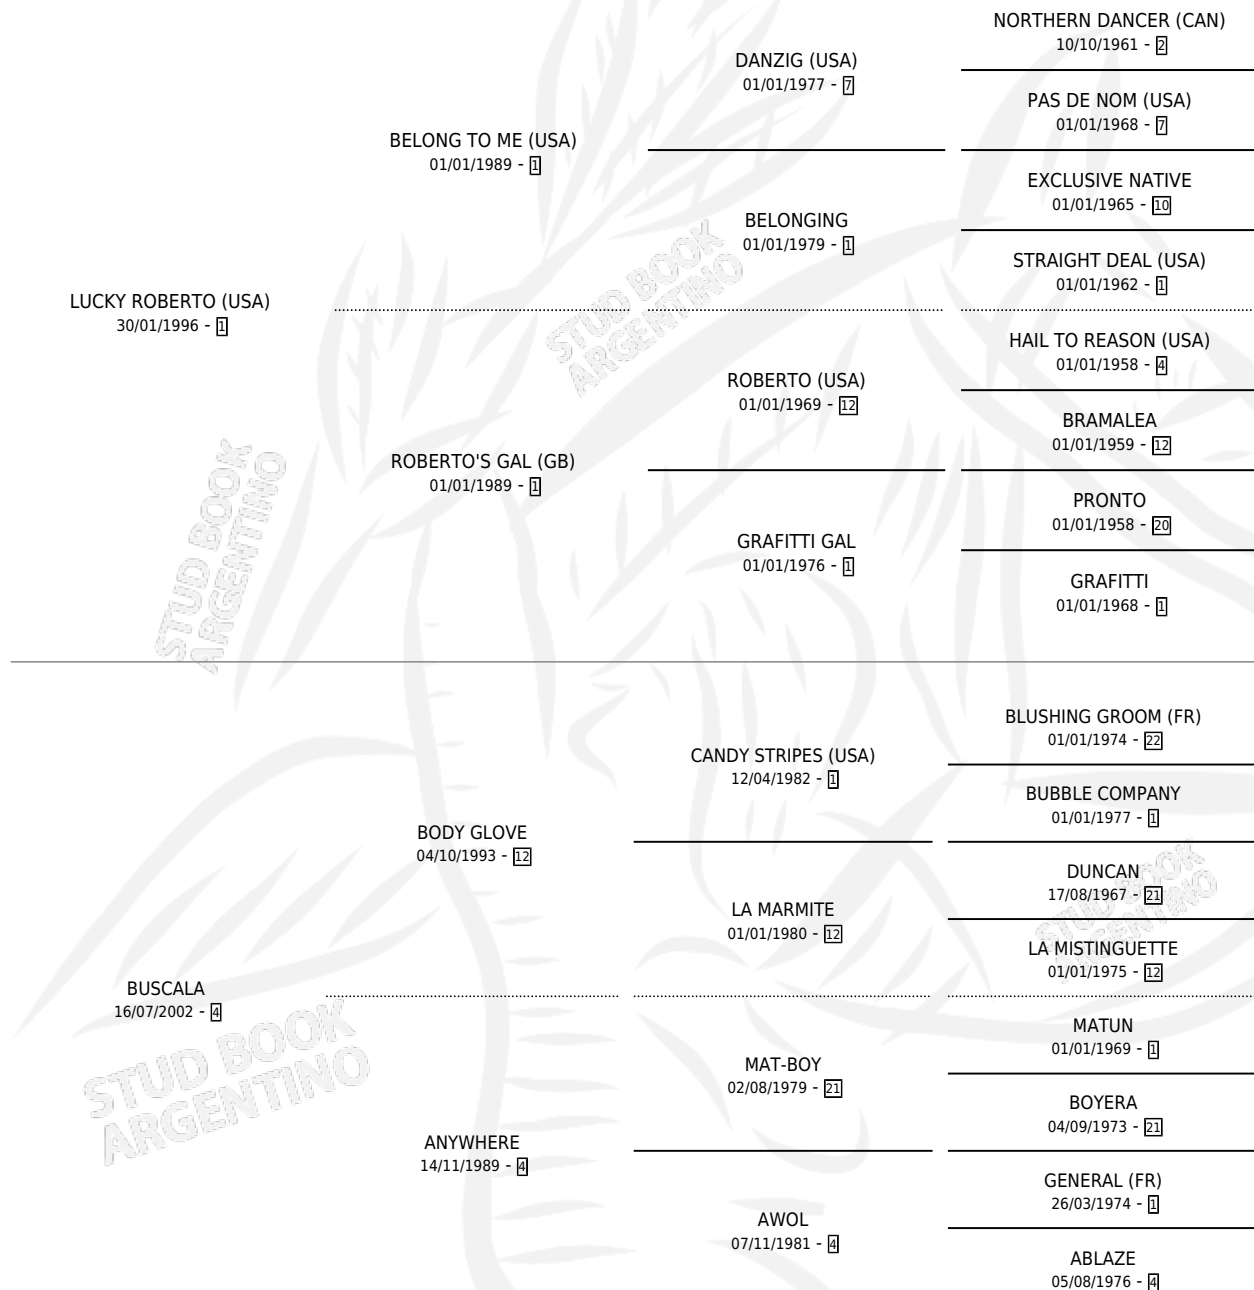 NORTHERN DANCER (CAN)
10/10/1961 - 2
DANZIG (USA)
01/01/1977 - 7
PAS DE NOM (USA)
01/01/1968 - 7
BELONG TO ME (USA)
01/01/1989 - 1
EXCLUSIVE NATIVE
01/01/1965 - 10
BELONGING
01/01/1979 - 1
STRAIGHT DEAL (USA)
01/01/1962 - 1
LUCKY ROBERTO (USA)
30/01/1996 - 1
STUD BOOK
ARGENTINO
HAIL TO REASON (USA)
01/01/1958 - 4
ROBERTO (USA)
01/01/1969 - 12
BRAMALEA
01/01/1959 - 12
ROBERTO'S GAL (GB)
01/01/1989 - 1
PRONTO
01/01/1958 - 20
GRAFITTI GAL
01/01/1976 - 1
GRAFITTI
01/01/1968 - 1
STUD BOOK
ARGENTINO
BLUSHING GROOM (FR)
01/01/1974 - 22
CANDY STRIPES (USA)
12/04/1982 - 1
BUBBLE COMPANY
01/01/1977 - 1
BODY GLOVE
04/10/1993 - 12
DUNCAN
17/08/1967 - 21
LA MARMITE
01/01/1980 - 12
STUD BOOK
ARGENTINO
LA MISTINGUETTE
01/01/1975 - 12
BUSCALA
16/07/2002 - 4
STUD BOOK
ARGENTINO
MATUN
01/01/1969 - 1
MAT-BOY
02/08/1979 - 21
BOYERA
04/09/1973 - 21
ANYWHERE
14/11/1989 - 4
GENERAL (FR)
26/03/1974 - 1
AWOL
07/11/1981 - 4
ABLAZE
05/08/1976 - 4